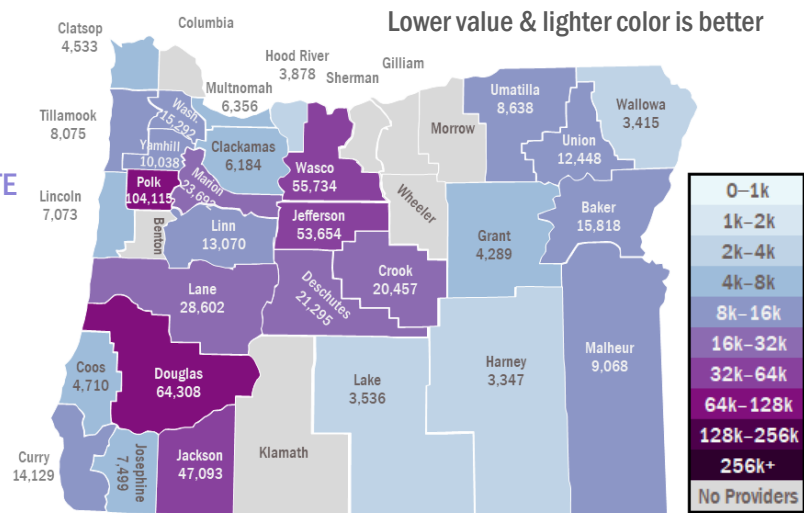 Lower value & lighter color is better
Clatsop
4,533
Columbia
Multnomah
6,356
Hood River
3,878
Sherman
Gilliam
Tillamook
8,075
Wash.
15,292
Yamhill
10,038
Clackamas
6,184
Wasco
55,734
Morrow
Umatilla
8,638
Union
12,448
Wallowa
3,415
TE
Lincoln
7,073
Polk
104,115
Marion
23,692
Jefferson
53,654
Wheeler
Grant
4,289
Baker
15,818
Benton
Linn
13,070
Crook
20,457
Deschutes
21,295
Lane
28,602
Coos
4,710
Douglas
64,308
Lake
3,536
Harney
3,347
Malheur
9,068
Curry
14,129
Josephine
7,499
Jackson
47,093
Klamath
0–1k
1k–2k
2k–4k
4k–8k
8k–16k
16k–32k
32k–64k
64k–128k
128k–256k
256k+
No Providers